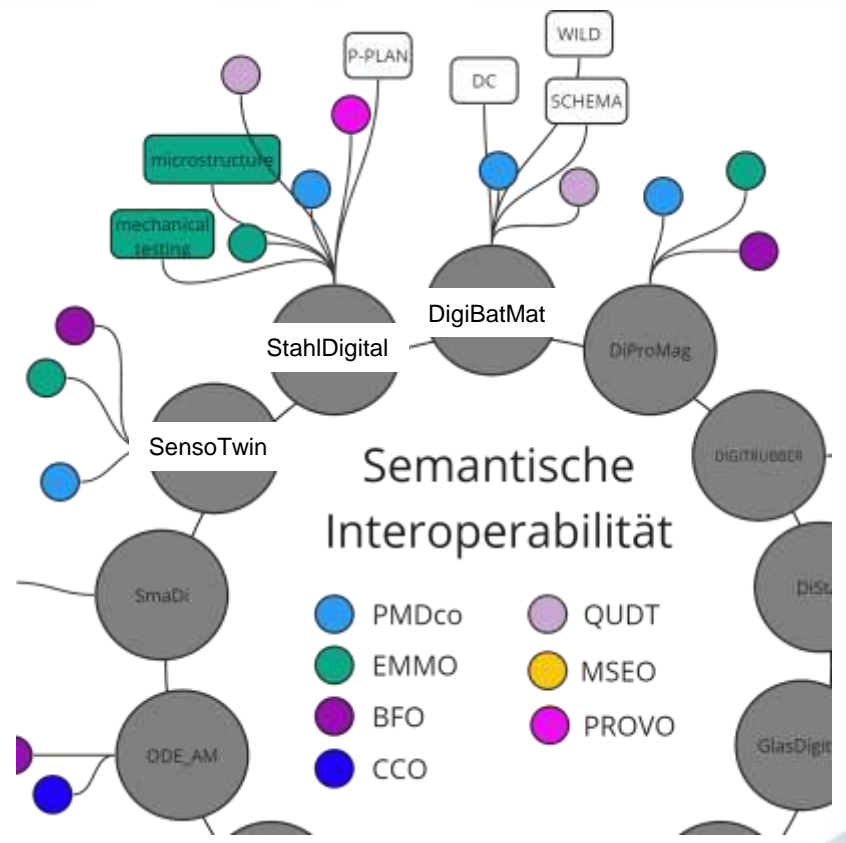 WILD
P-PLAN
DC
SCHEMA
microstructure
mechanical
testing
DigiBatMat
StahlDigital
DiProMag
SensoTwin
DIGITRUBBER
Semantische
Interoperabilität
SmaDi
PMDco
QUDT
EMMO
MSEO
BFO
PROVO
CCO
ODE_AM
GlasDigit